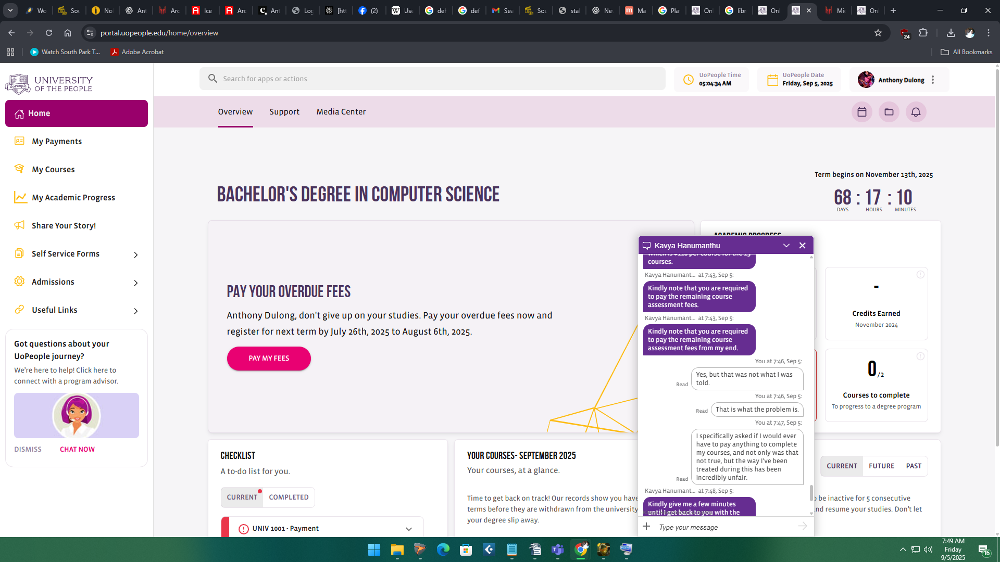 Wo
Sou
No
Ant
Arc
Ice
Arc
Ant
Log
[htt
(2)
Use
def
Sea
Sou
stal
Nev
Ma
Pla
On
libr
On
Mi
On
portal.uopeople.edu/home/overview
24
Watch South Park T...
Adobe Acrobat
All Bookmarks
UoPeople
UNIVERSITY
OF THE PEOPLE
Search for apps or actions
UoPeople Time
05:04:34 AM
UoPeople Date
Friday, Sep 5, 2025
Anthony Dulong
Home
My Payments
My Courses
My Academic Progress
Share Your Story!
Self Service Forms
Admissions
Useful Links
Got questions about your
UoPeople journey?
We're here to help! Click here to
connect with a program advisor.
DISMISS
CHAT NOW
Overview
Support
Media Center
Term begins on November 13th, 2025
BACHELOR'S DEGREE IN COMPUTER SCIENCE
68 : 17 : 10
DAYS HOURS MINUTES
PAY YOUR OVERDUE FEES
Anthony Dulong, don't give up on your studies. Pay your overdue fees now and
register for next term by July 26th, 2025 to August 6th, 2025.
PAY MY FEES
-
Credits Earned
November 2024
0/2
Courses to complete
To progress to a degree program
Kavya Hanumanthu
courses.
Kavya Hanumant... at 7:43, Sep 5:
Kindly note that you are required
to pay the remaining course
assessment fees.
Kavya Hanumant... at 7:43, Sep 5:
Kindly note that you are required
to pay the remaining course
assessment fees from my end.
You at 7:46, Sep 5:
Yes, but that was not what I was
told.
Read
You at 7:46, Sep 5:
That is what the problem is.
Read
You at 7:47, Sep 5:
I specifically asked if I would ever
have to pay anything to complete
my courses, and not only was that
not true, but the way I've been
treated during this has been
incredibly unfair.
Read
Kavya Hanumant... at 7:48, Sep 5:
Kindly give me a few minutes
until I get back to you with the
Type your message
CHECKLIST
A to-do list for you.
CURRENT
COMPLETED
UNIV 1001 - Payment
YOUR COURSES- SEPTEMBER 2025
Your courses, at a glance.
CURRENT
FUTURE
PAST
Time to get back on track! Our records show you have
o be inactive for 5 consecutive
terms before they are withdrawn from the university
nd resume your studies. Don't let
your degree slip away.
7:49 AM
Friday
9/5/2025
16